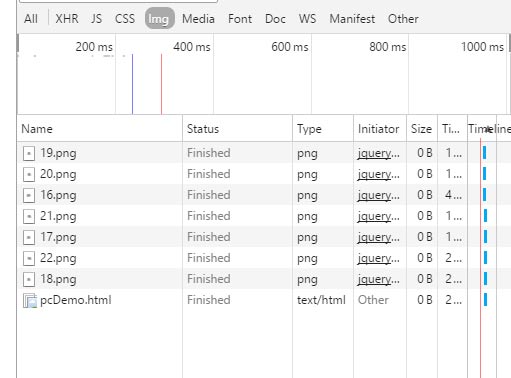 All XHR JS CSS Img Media Font Doc WS Manifest Other
200 ms 400 ms 600 ms 800 ms 1000 ms
Name Status Type Initiator Size Ti... Timeline
19.png Finished png jquery... 0 B 1...
20.png Finished png jquery... 0 B 1...
16.png Finished png jquery... 0 B 4...
21.png Finished png jquery... 0 B 1...
17.png Finished png jquery... 0 B 1...
22.png Finished png jquery... 0 B 2...
18.png Finished png jquery... 0 B 2...
pcDemo.html Finished text/html Other 0 B 2...